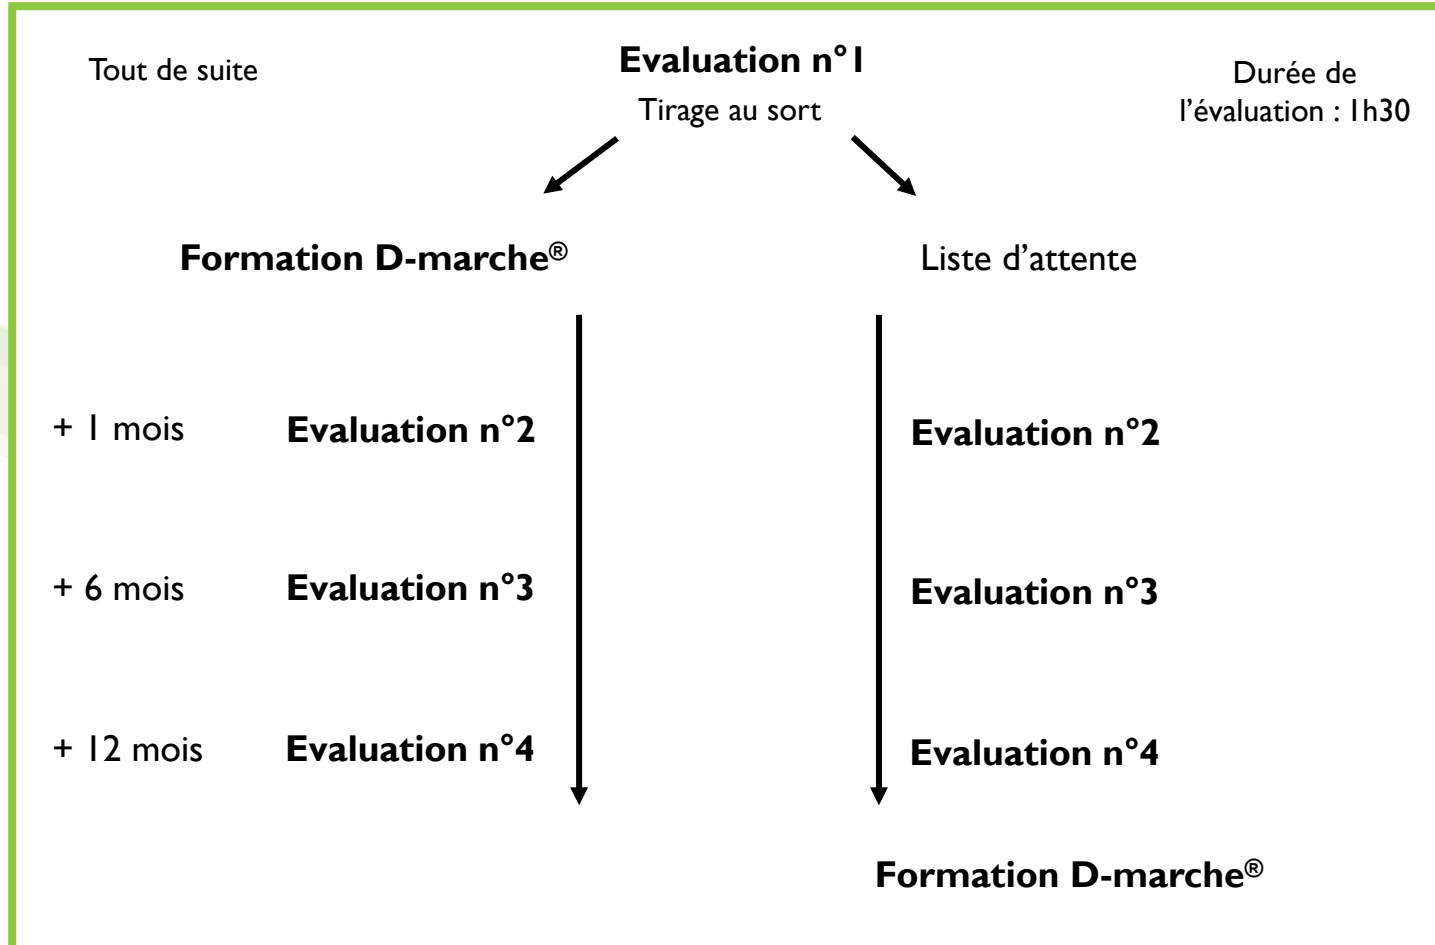 Tout de suite
Evaluation n°1
Tirage au sort
Durée de
l’évaluation : 1h30
Formation D-marche®
Liste d’attente
+ 1 mois
Evaluation n°2
Evaluation n°2
+ 6 mois
Evaluation n°3
Evaluation n°3
+ 12 mois
Evaluation n°4
Evaluation n°4
Formation D-marche®